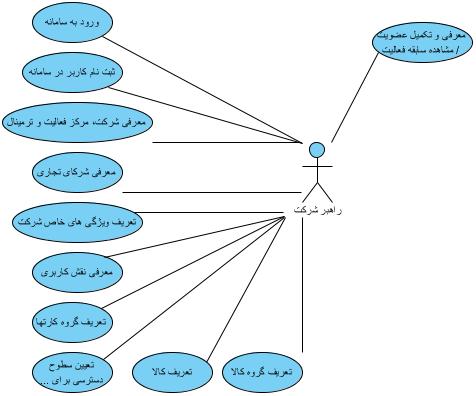 ورود به سامانه
معرفی و تکمیل عضویت
/ مشاهده سابقه فعالیت
ثبت نام کاربر در سامانه
معرفی شرکت، مرکز فعالیت و ترمینال
معرفی شرکای تجاری
راهبر شرکت
تعریف ویژگی های خاص شرکت
معرفی نقش کاربری
تعریف گروه کارتها
تعیین سطوح
دسترسی برای ...
تعریف کالا
تعریف گروه کالا